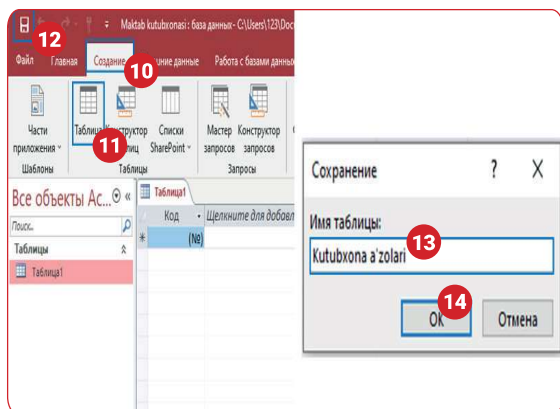 12
Maktab kutubxonasi : база данных- C:\Users\123\Doc
Файл Главная Создание данные Работа с базами данны
10
Части приложения
Таблица
11
Списки SharePoint
Мастер запросов
Конструктор запросов
Шаблоны
Таблицы
Запросы
Все объекты Ac...
Поиск...
Таблицы
Таблица1
Таблица1
Код
Щелкните для добавл
(№)
Сохранение ? X
Имя таблицы:
Kutubxona a'zolari
13
14
ОК
Отмена